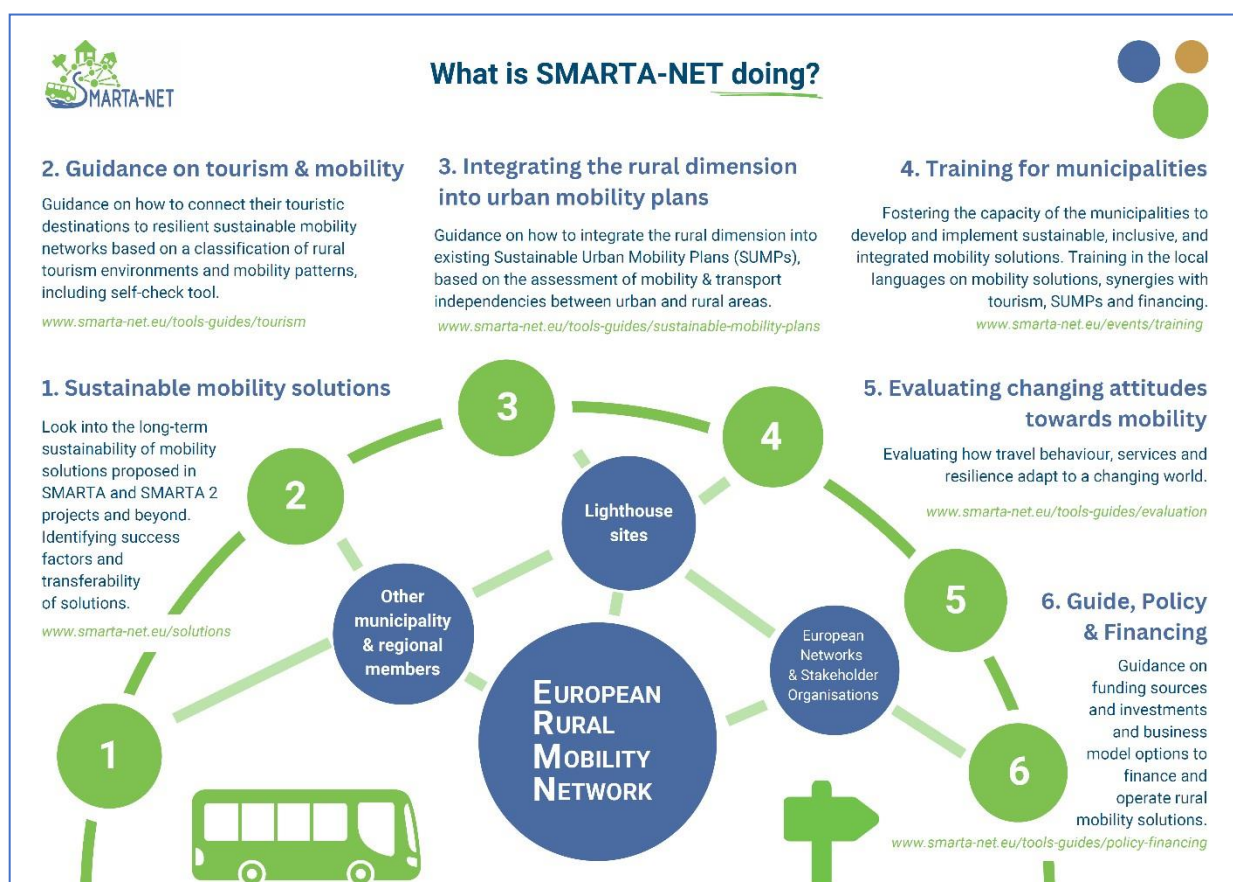 SMARTA-NET
What is SMARTA-NET doing?
2. Guidance on tourism & mobility
Guidance on how to connect their touristic
destinations to resilient sustainable mobility
networks based on a classification of rural
tourism environments and mobility patterns,
including self-check tool.
www.smarta-net.eu/tools-guides/tourism
3. Integrating the rural dimension
into urban mobility plans
Guidance on how to integrate the rural dimension into
existing Sustainable Urban Mobility Plans (SUMPs),
based on the assessment of mobility & transport
independencies between urban and rural areas.
www.smarta-net.eu/tools-guides/sustainable-mobility-plans
4. Training for municipalities
Fostering the capacity of the municipalities to
develop and implement sustainable, inclusive, and
integrated mobility solutions. Training in the local
languages on mobility solutions, synergies with
tourism, SUMPs and financing.
www.smarta-net.eu/events/training
1. Sustainable mobility solutions
Look into the long-term
sustainability of mobility
solutions proposed in
SMARTA and SMARTA 2
projects and beyond.
Identifying success
factors and
transferability
of solutions.
www.smarta-net.eu/solutions
5. Evaluating changing attitudes
towards mobility
Evaluating how travel behaviour, services and
resilience adapt to a changing world.
www.smarta-net.eu/tools-guides/evaluation
6. Guide, Policy
& Financing
Guidance on
funding sources
and investments
and business
model options to
finance and
operate rural
mobility solutions.
www.smarta-net.eu/tools-guides/policy-financing
1
2
3
4
5
6
Other
municipality
& regional
members
Lighthouse
sites
European
Networks
& Stakeholder
Organisations
EUROPEAN
RURAL
MOBILITY
NETWORK